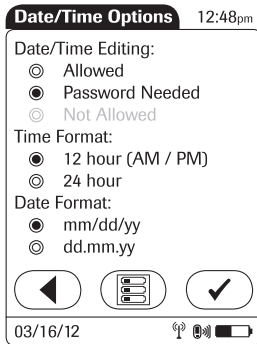 Date/Time Options 12:48pm
Date/Time Editing:
Allowed
Password Needed
Not Allowed
Time Format:
12 hour (AM / PM)
24 hour
Date Format:
mm/dd/yy
dd.mm.yy
03/16/12